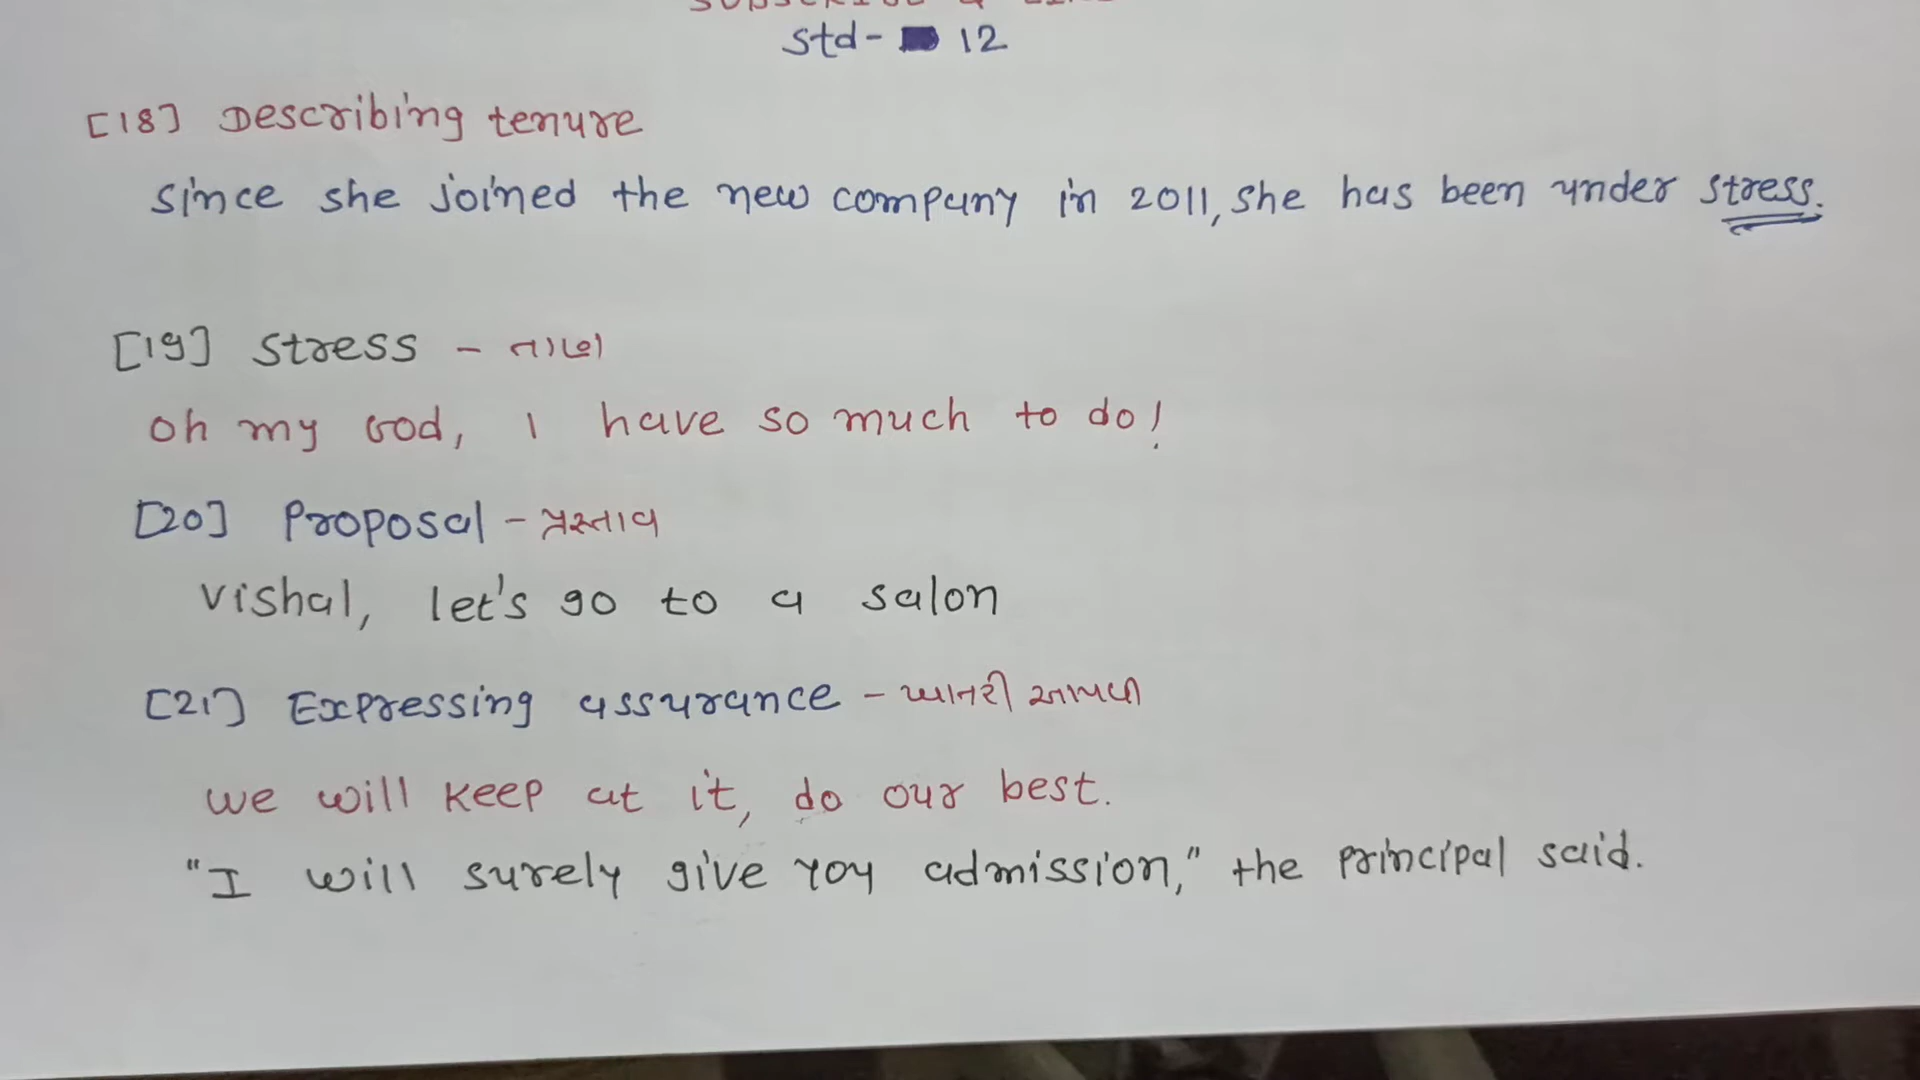 SUBSCRIBE & LIKE
Std- 12
[18] Describing tenure
since she joined the new company in 2011, she has been under stress.
[19] stress - તાણ
oh my God, I have so much to do!
[20] Proposal - પ્રસ્તાવ
vishal, let's go to a salon
[21] Expressing assurance - ખાતરી આપવી
we will keep at it, do our best.
"I will surely give you admission," the principal said.